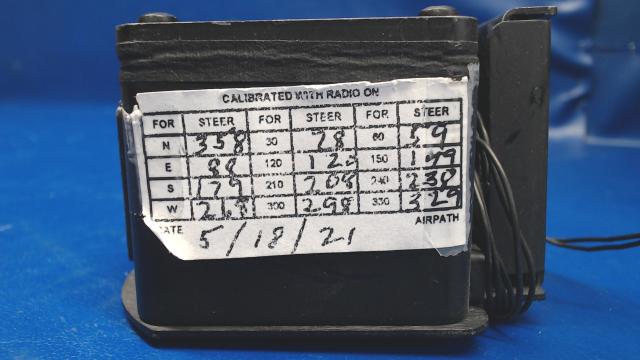 CALIBRATED WITH RADIO ON
FOR STEER FOR STEER FOR STEER
N 358 30 28 60 59
E 88 120 120 150 149
S 179 210 208 240 238
W 268 300 298 330 329
DATE 5/18/21 AIRPATH